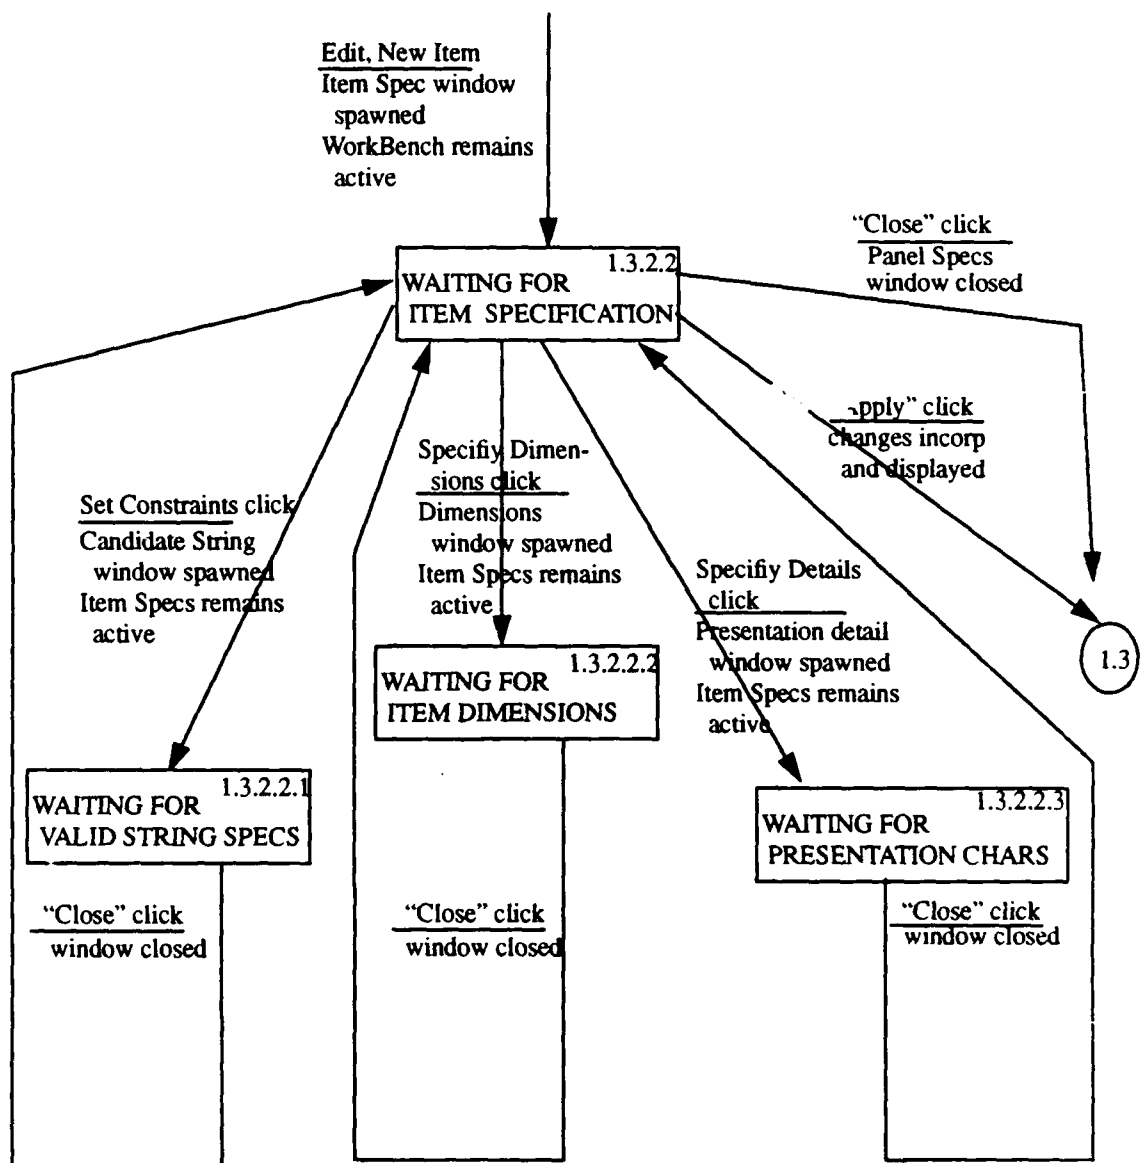 Edit, New Item
Item Spec window
spawned
WorkBench remains
active
"Close" click
Panel Specs
window closed
1.3.2.2
WAITING FOR
ITEM SPECIFICATION
pply" click
changes incorp
and displayed
Specifiy Dimen-
sions click
Dimensions
window spawned
Item Specs remains
active
Set Constraints click
Candidate String
window spawned
Item Specs remains
active
Specifiy Details
click
Presentation detail
window spawned
Item Specs remains
active
1.3
1.3.2.2.2
WAITING FOR
ITEM DIMENSIONS
1.3.2.2.1
WAITING FOR
VALID STRING SPECS
1.3.2.2.3
WAITING FOR
PRESENTATION CHARS
"Close" click
window closed
"Close" click
window closed
"Close" click
window closed